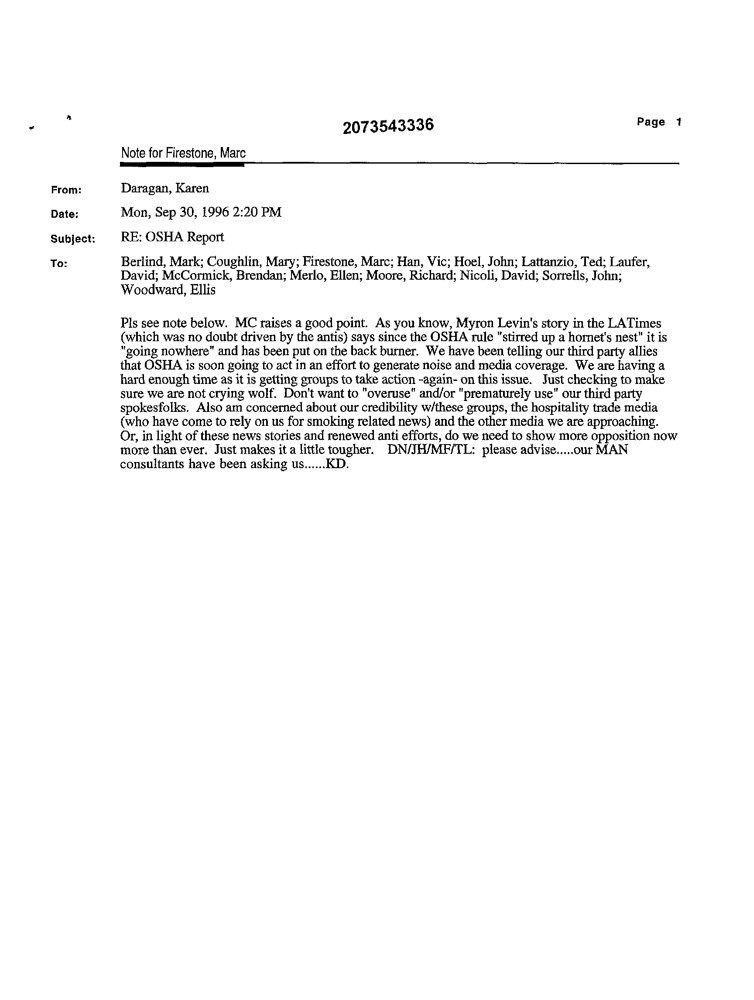 2073543336
Page 1
Note for Firestone, Marc
From: Daragan, Karen
Date: Mon, Sep 30, 1996 2:20 PM
Subject: RE: OSHA Report
To: Berlind, Mark; Coughlin, Mary; Firestone, Marc; Han, Vic; Hoel, John; Lattanzio, Ted; Laufer,
David; McCormick, Brendan; Merlo, Ellen; Moore, Richard; Nicoli, David; Sorrells, John;
Woodward, Ellis
Pls see note below. MC raises a good point. As you know, Myron Levin's story in the LATimes
(which was no doubt driven by the antis) says since the OSHA rule "stirred up a hornet's nest" it is
"going nowhere" and has been put on the back burner. We have been telling our third party allies
that OSHA is soon going to act in an effort to generate noise and media coverage. We are having a
hard enough time as it is getting groups to take action -again- on this issue. Just checking to make
sure we are not crying wolf. Don't want to "overuse" and/or "prematurely use" our third party
spokesfolks. Also am concerned about our credibility w/these groups, the hospitality trade media
(who have come to rely on us for smoking related news) and the other media we are approaching.
Or, in light of these news stories and renewed anti efforts, do we need to show more opposition now
more than ever. Just makes it a little tougher. DN/JH/MF/TL: please advise.....our MAN
consultants have been asking us......KD.